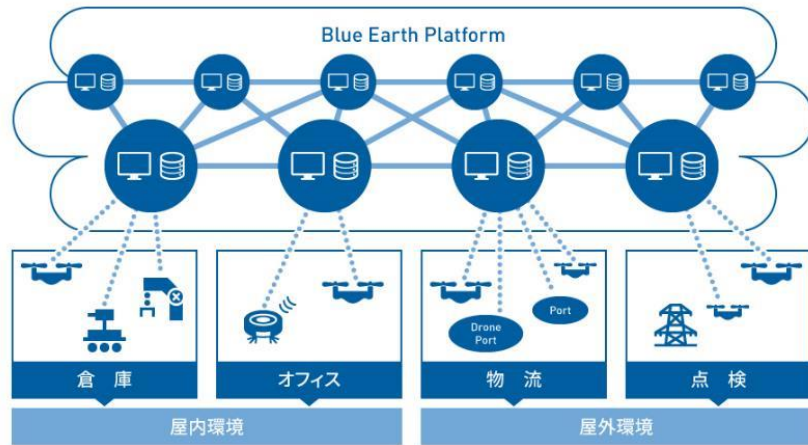 Blue Earth Platform
Drone
Port
Port
倉 庫
オフィス
物 流
点 検
屋内環境
屋外環境